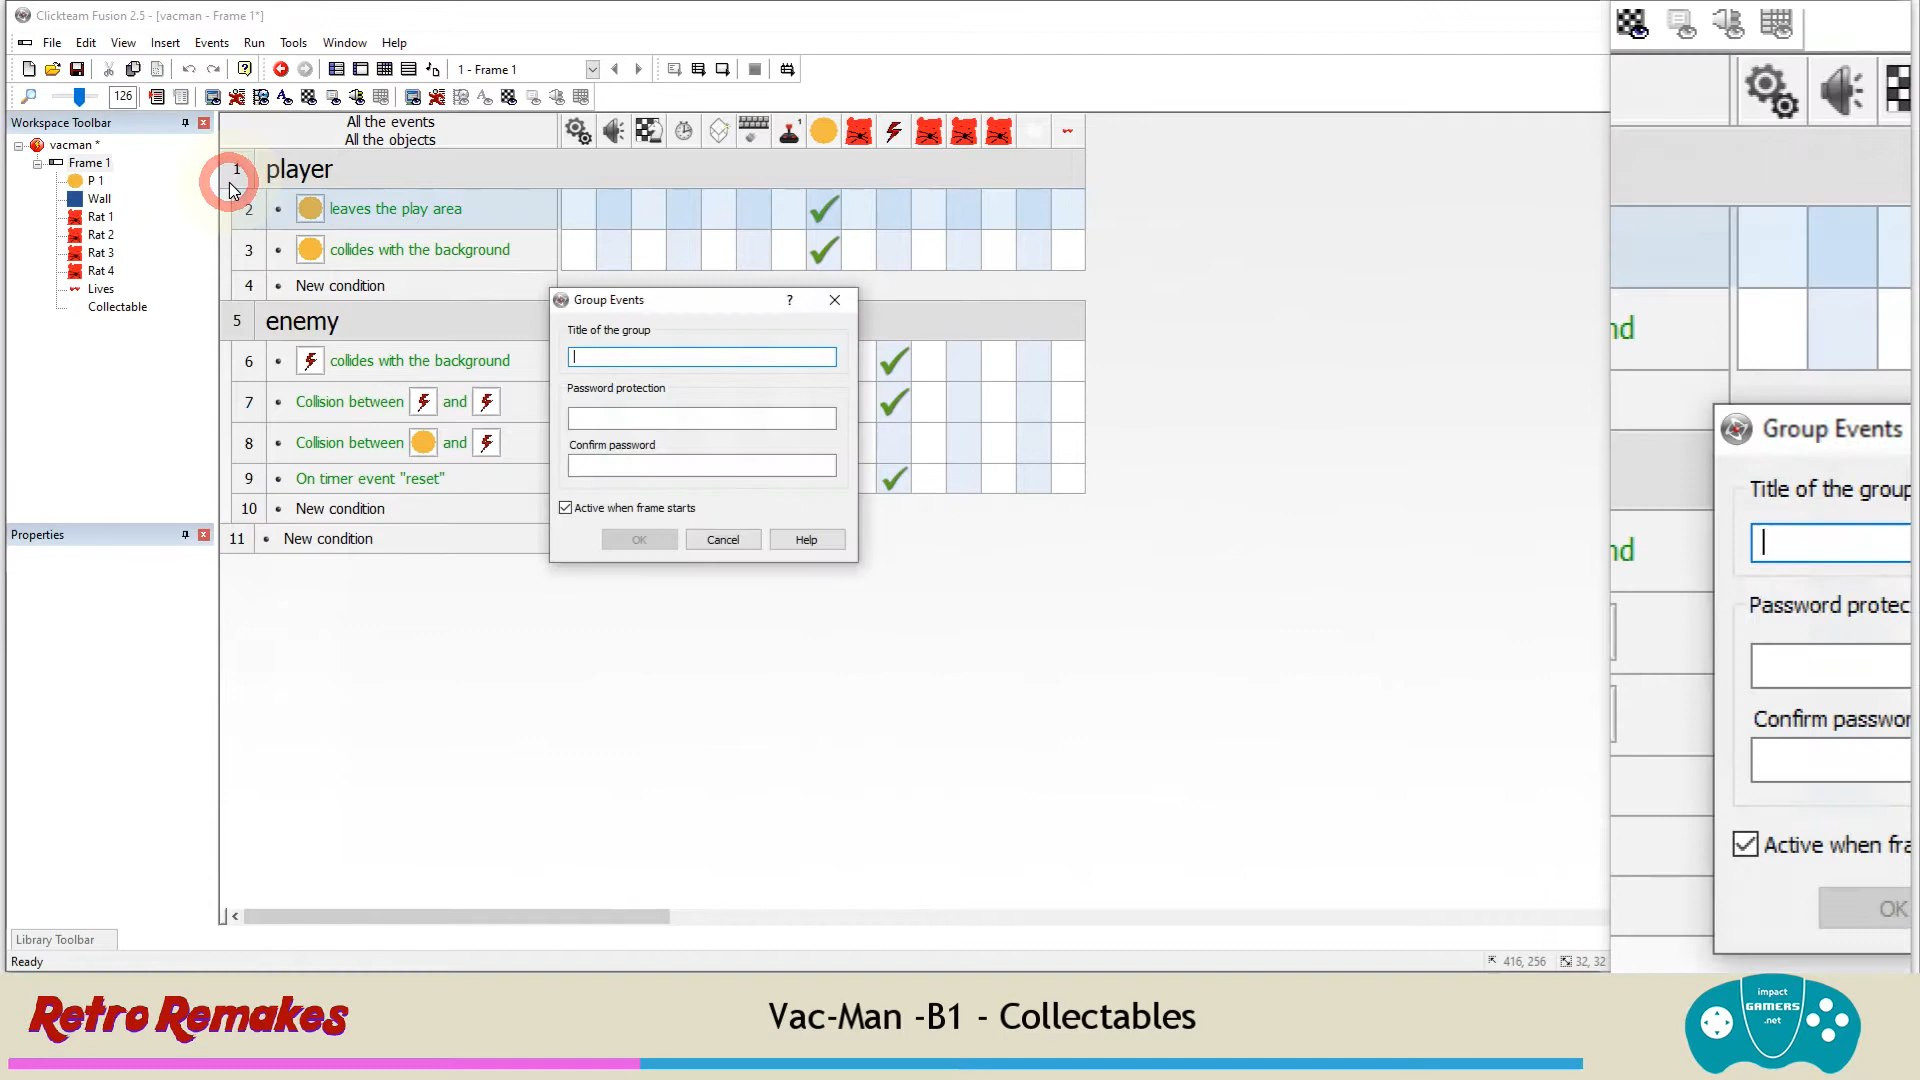 Clickteam Fusion 2.5 - [vacman - Frame 1*]
File Edit View Insert Events Run Tools Window Help
1 - Frame 1
126
Workspace Toolbar
vacman *
Frame 1
P 1
Wall
Rat 1
Rat 2
Rat 3
Rat 4
Lives
Collectable
Properties
Library Toolbar
Ready
All the events
All the objects
1
1 player
2 • leaves the play area
3 • collides with the background
4 • New condition
5 enemy
6 • collides with the background
7 • Collision between and
8 • Collision between and
9 • On timer event "reset"
10 • New condition
11 • New condition
Group Events ?
Title of the group
Password protection
Confirm password
Active when frame starts
OK Cancel Help
416, 256 32, 32
nd
nd
Group Events
Title of the group
Password protec
Confirm passwor
Active when fra
OK
Retro Remakes
Vac-Man -B1 - Collectables
impact
GAMERS
.net